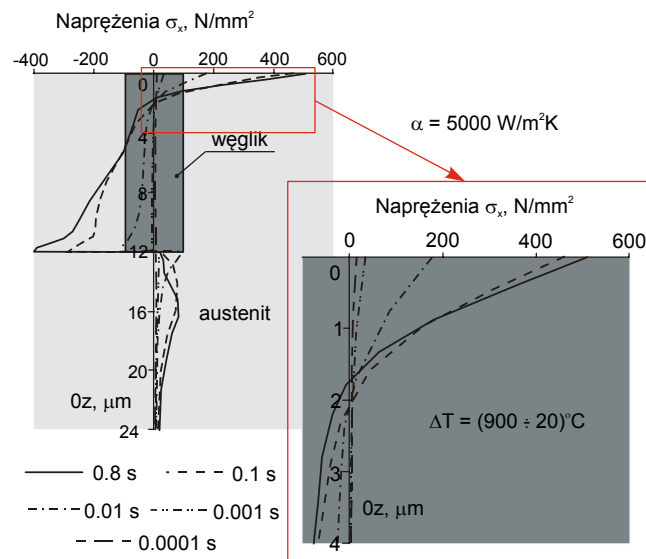 Naprężenia σx, N/mm²
-400 -200 0 200 400 600
0
4
8
12
16
20
24
węglik
austenit
0z, μm
α = 5000 W/m²K
Naprężenia σx, N/mm²
0 200 400 600
0
1
2
3
4
ΔT = (900 ÷ 20)°C
0z, μm
0.8 s
0.1 s
0.01 s
0.001 s
0.0001 s